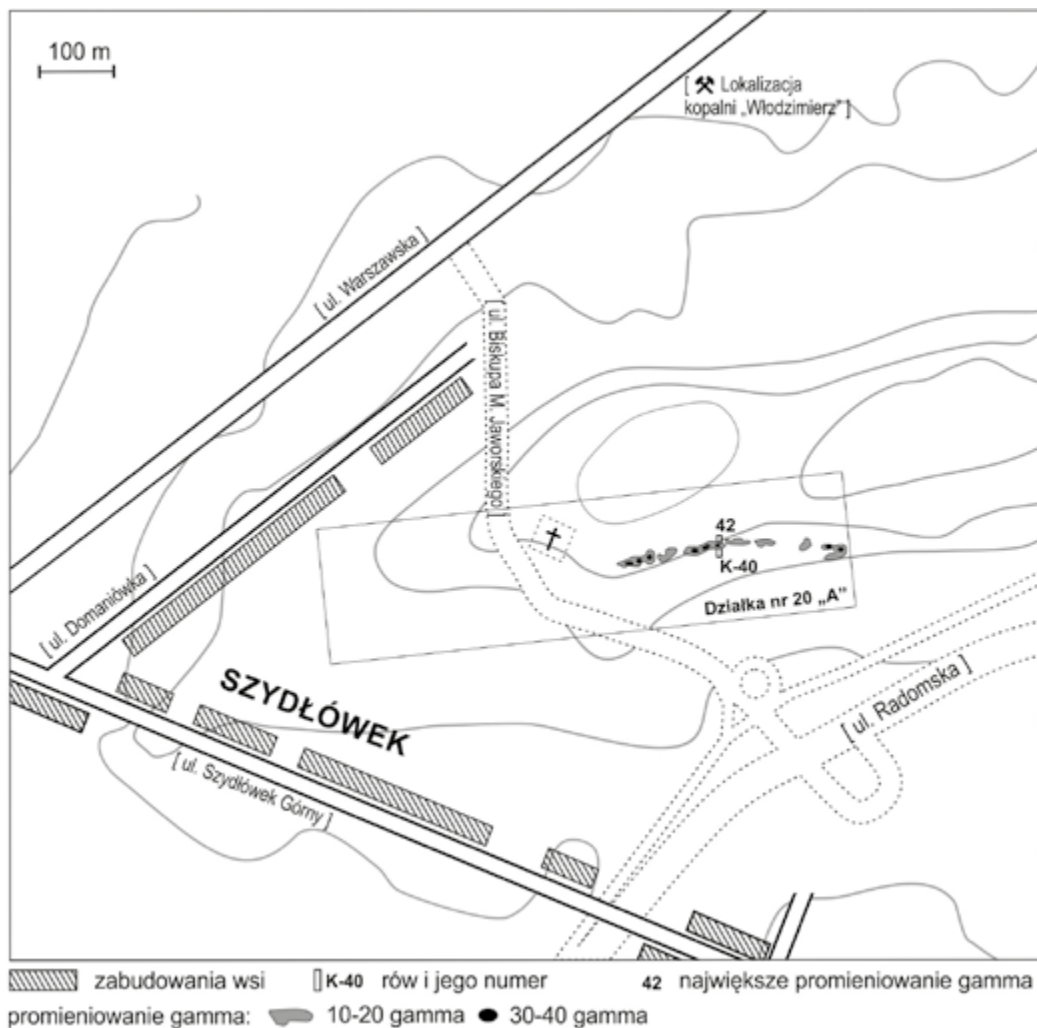 100 m
[ ⚒ Lokalizacja
kopalni „Włodzimierz” ]
[ ul. Warszawska ]
[ ul. Biskupa M. Jaworskiego ]
42
K-40
Działka nr 20 „A”
[ ul. Domaniówka ]
SZYDŁÓWEK
[ ul. Radomska ]
[ ul. Szydłówek Górny ]
zabudowania wsi
K-40 rów i jego numer
42 największe promieniowanie gamma
promieniowanie gamma: 10-20 gamma 30-40 gamma